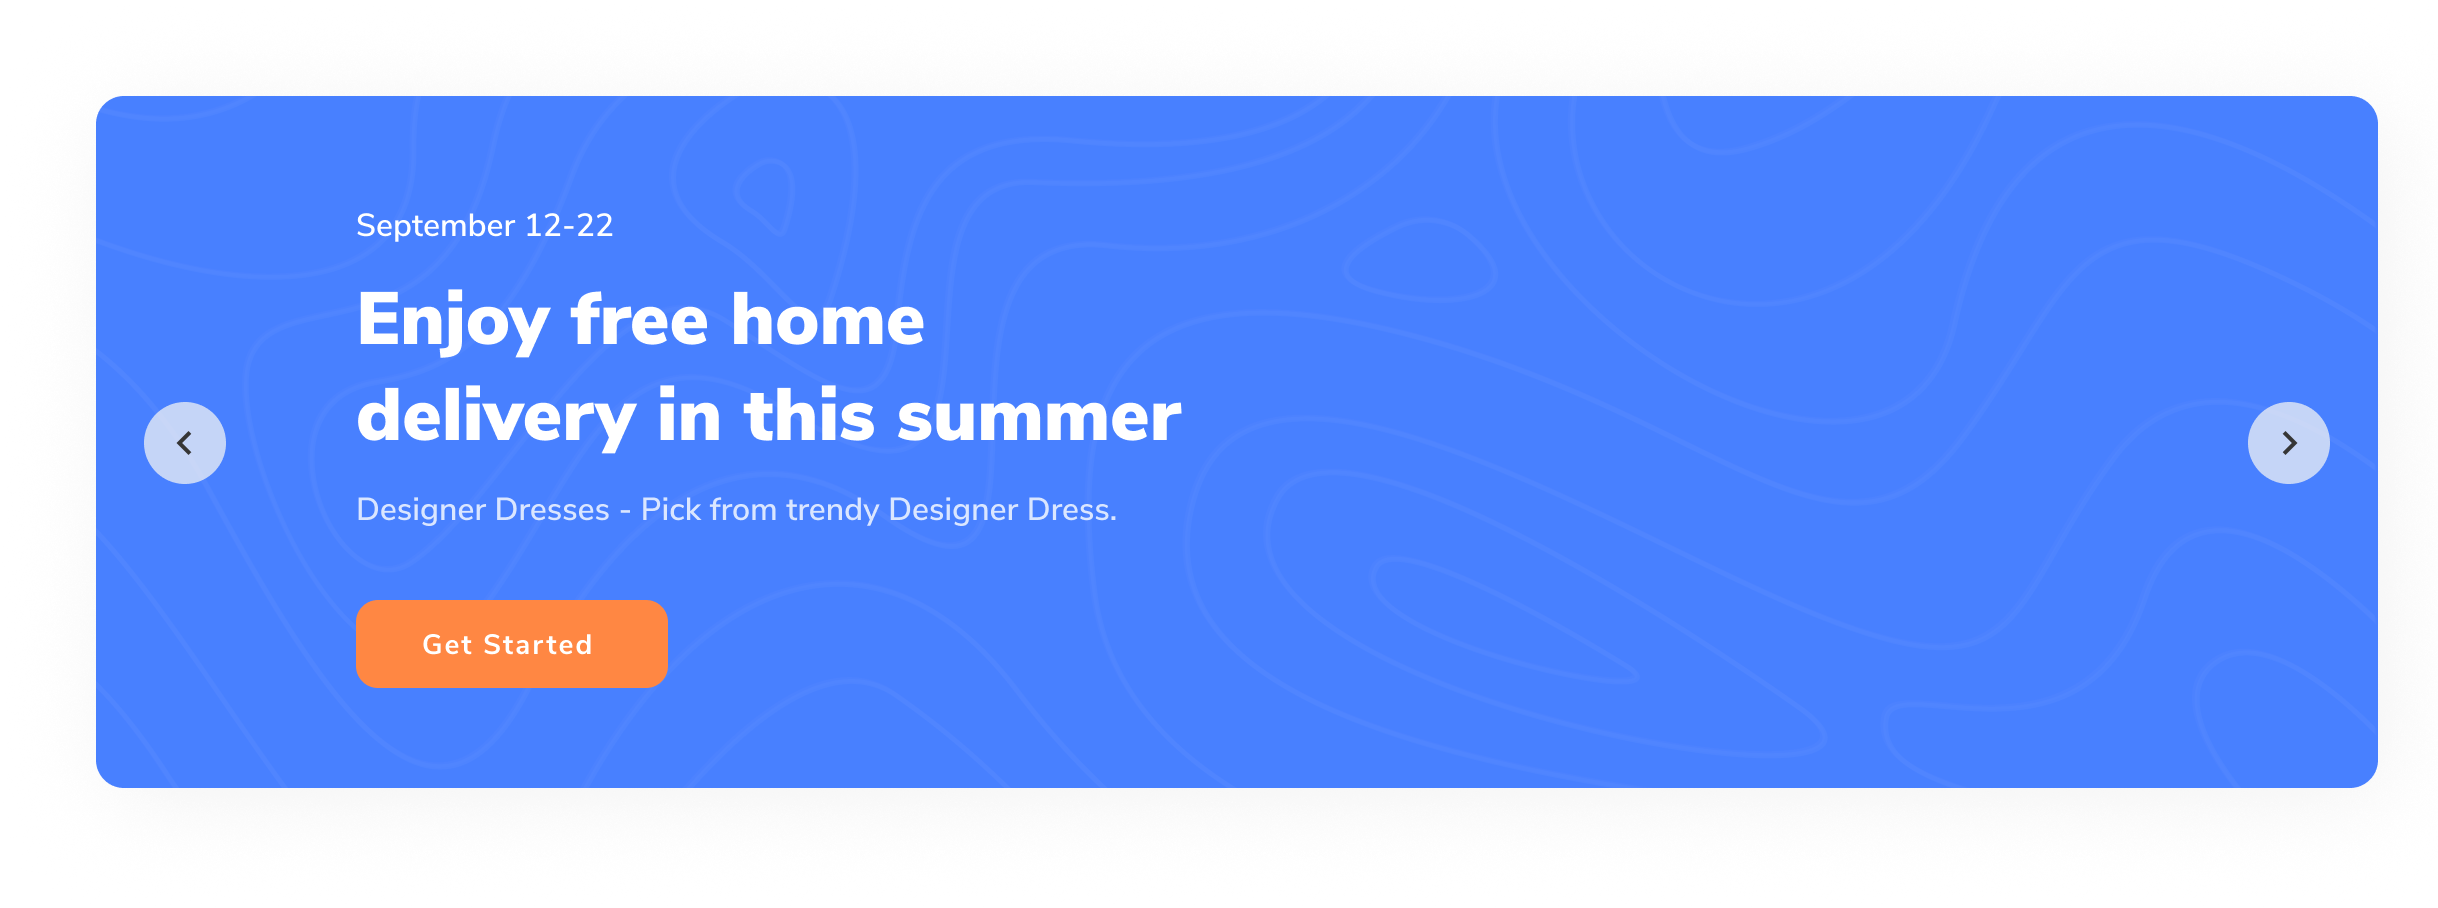 September 12-22
Enjoy free home
delivery in this summer
Designer Dresses - Pick from trendy Designer Dress.
Get Started